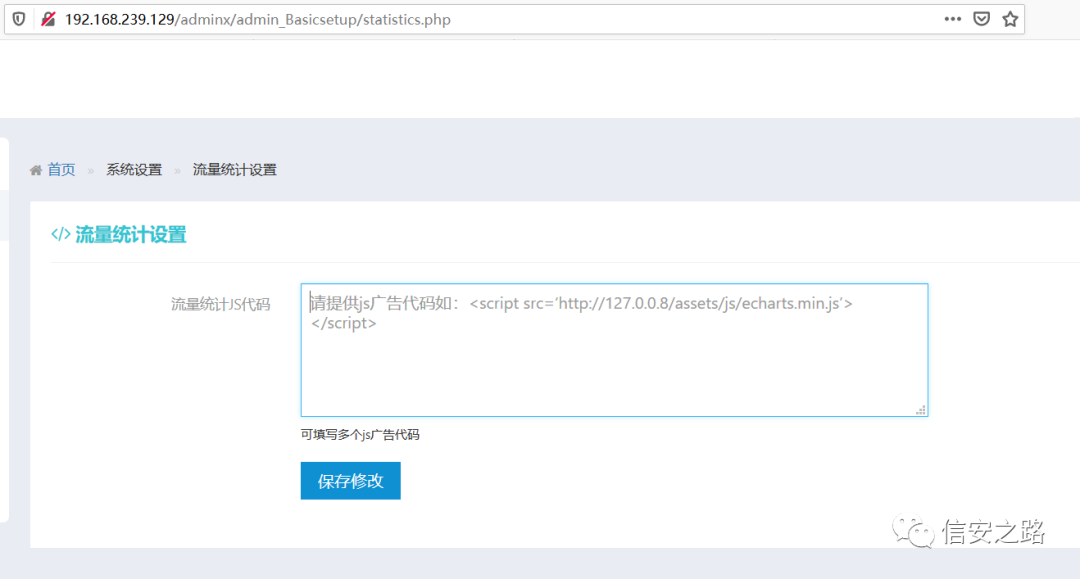 192.168.239.129/adminx/admin_Basicsetup/statistics.php
首页 » 系统设置 » 流量统计设置
</> 流量统计设置
流量统计JS代码
请提供js广告代码如：<script src='http://127.0.0.8/assets/js/echarts.min.js'>
</script>
可填写多个js广告代码
保存修改
信安之路